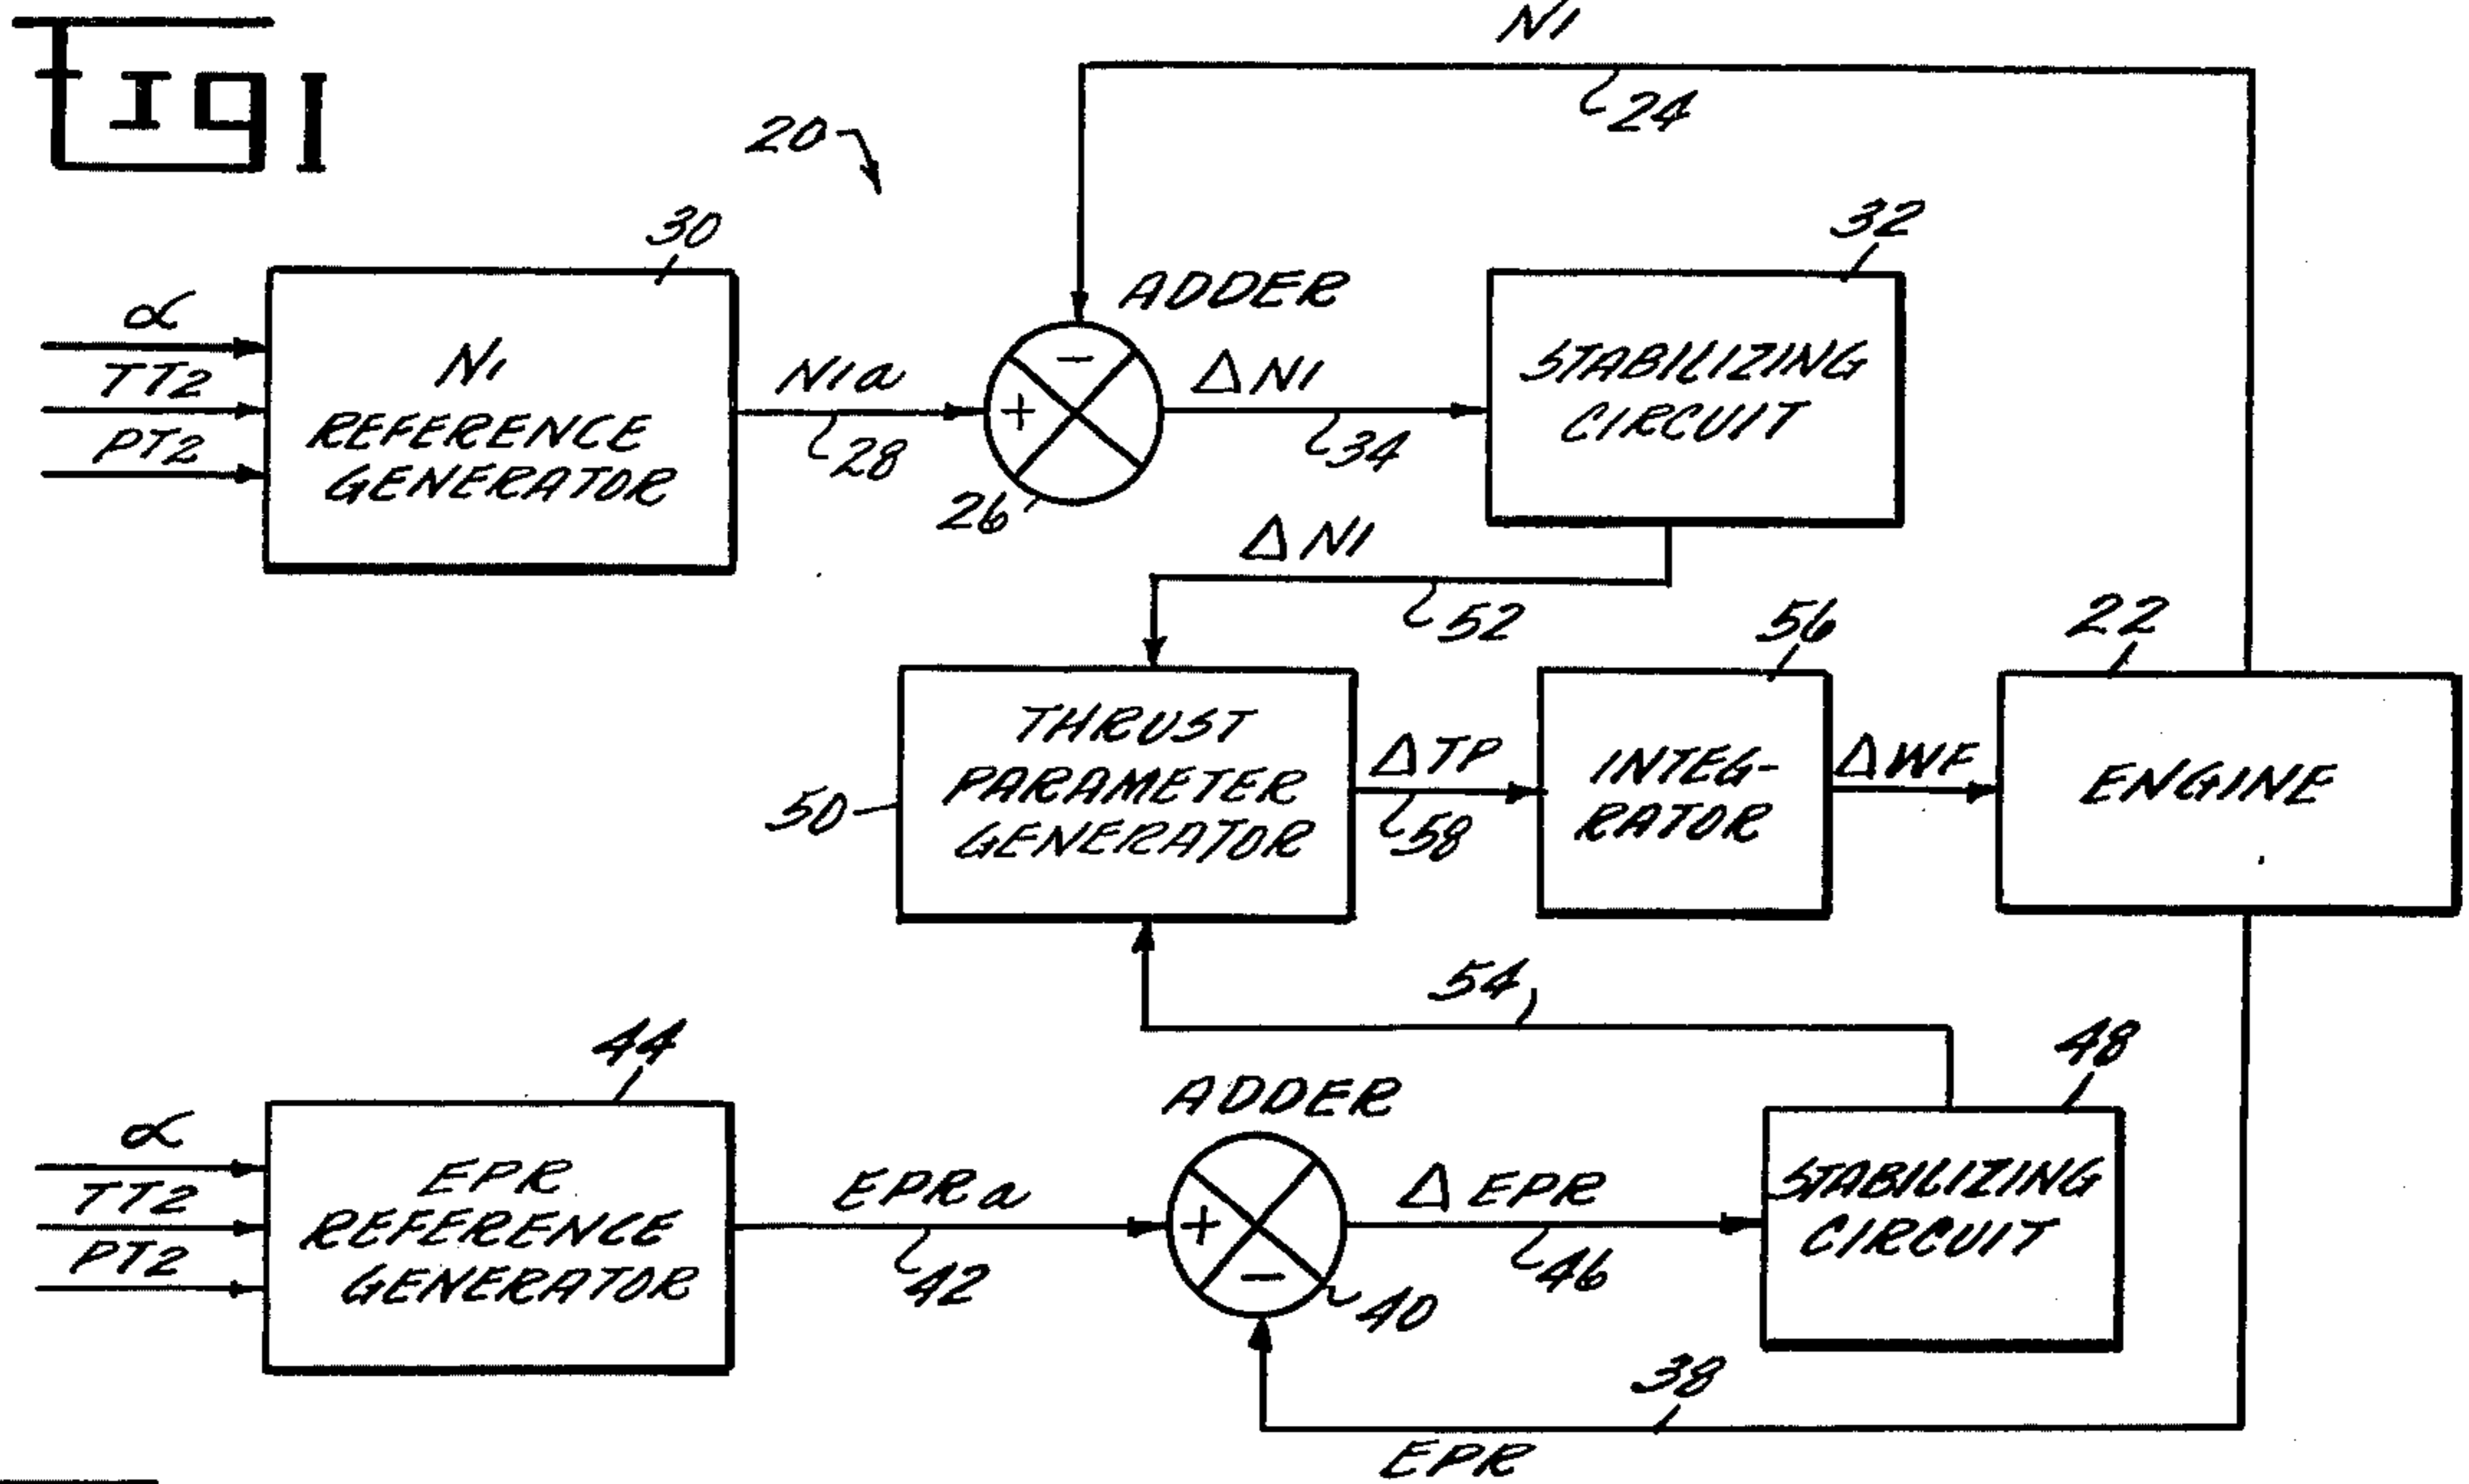 Fig 1
N1
24
20
30
32
α
TT2
PT2
N1
REFERENCE
GENERATOR
N1a
28
ADDER
-
+
26
ΔN1
34
STABILIZING
CIRCUIT
ΔN1
52
56
22
50
THRUST
PARAMETER
GENERATOR
ΔTP
58
INTEG-
RATOR
ΔWF
ENGINE
54
44
48
α
TT2
PT2
EPR
REFERENCE
GENERATOR
EPRa
42
ADDER
+
-
40
ΔEPR
46
STABILIZING
CIRCUIT
38
EPR